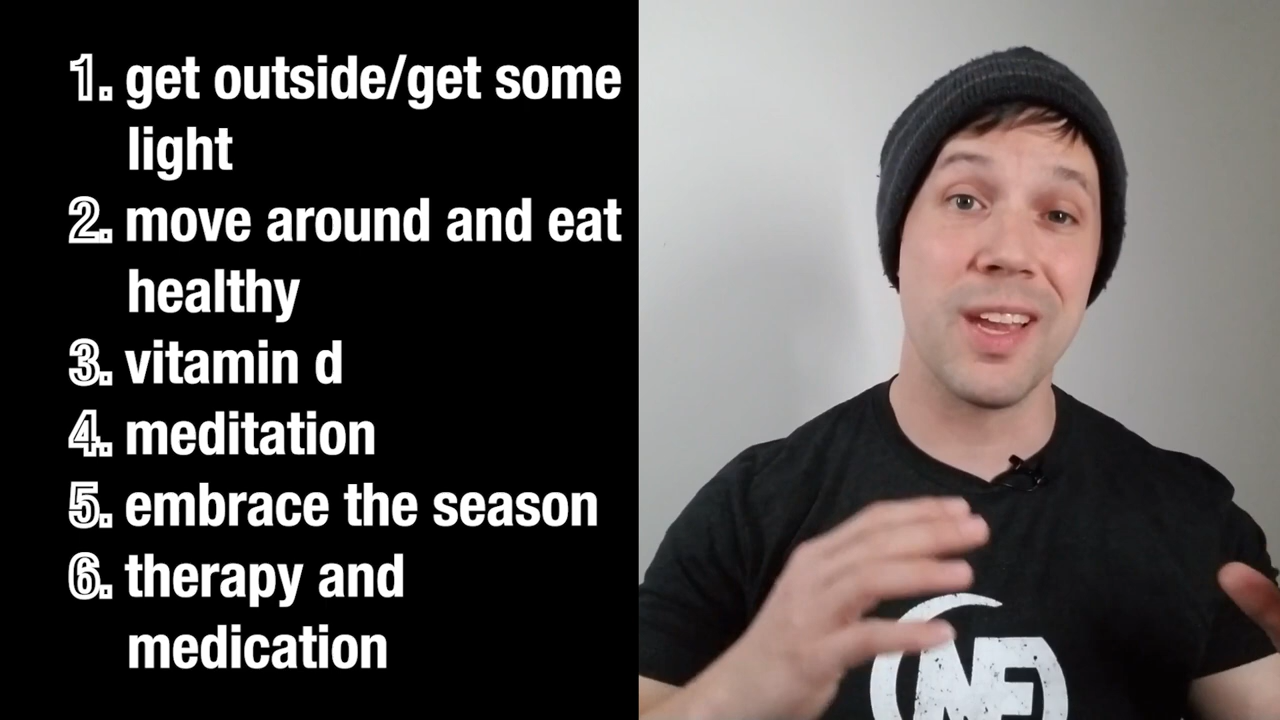 1. get outside/get some
light
2. move around and eat
healthy
3. vitamin d
4. meditation
5. embrace the season
6. therapy and
medication
NF